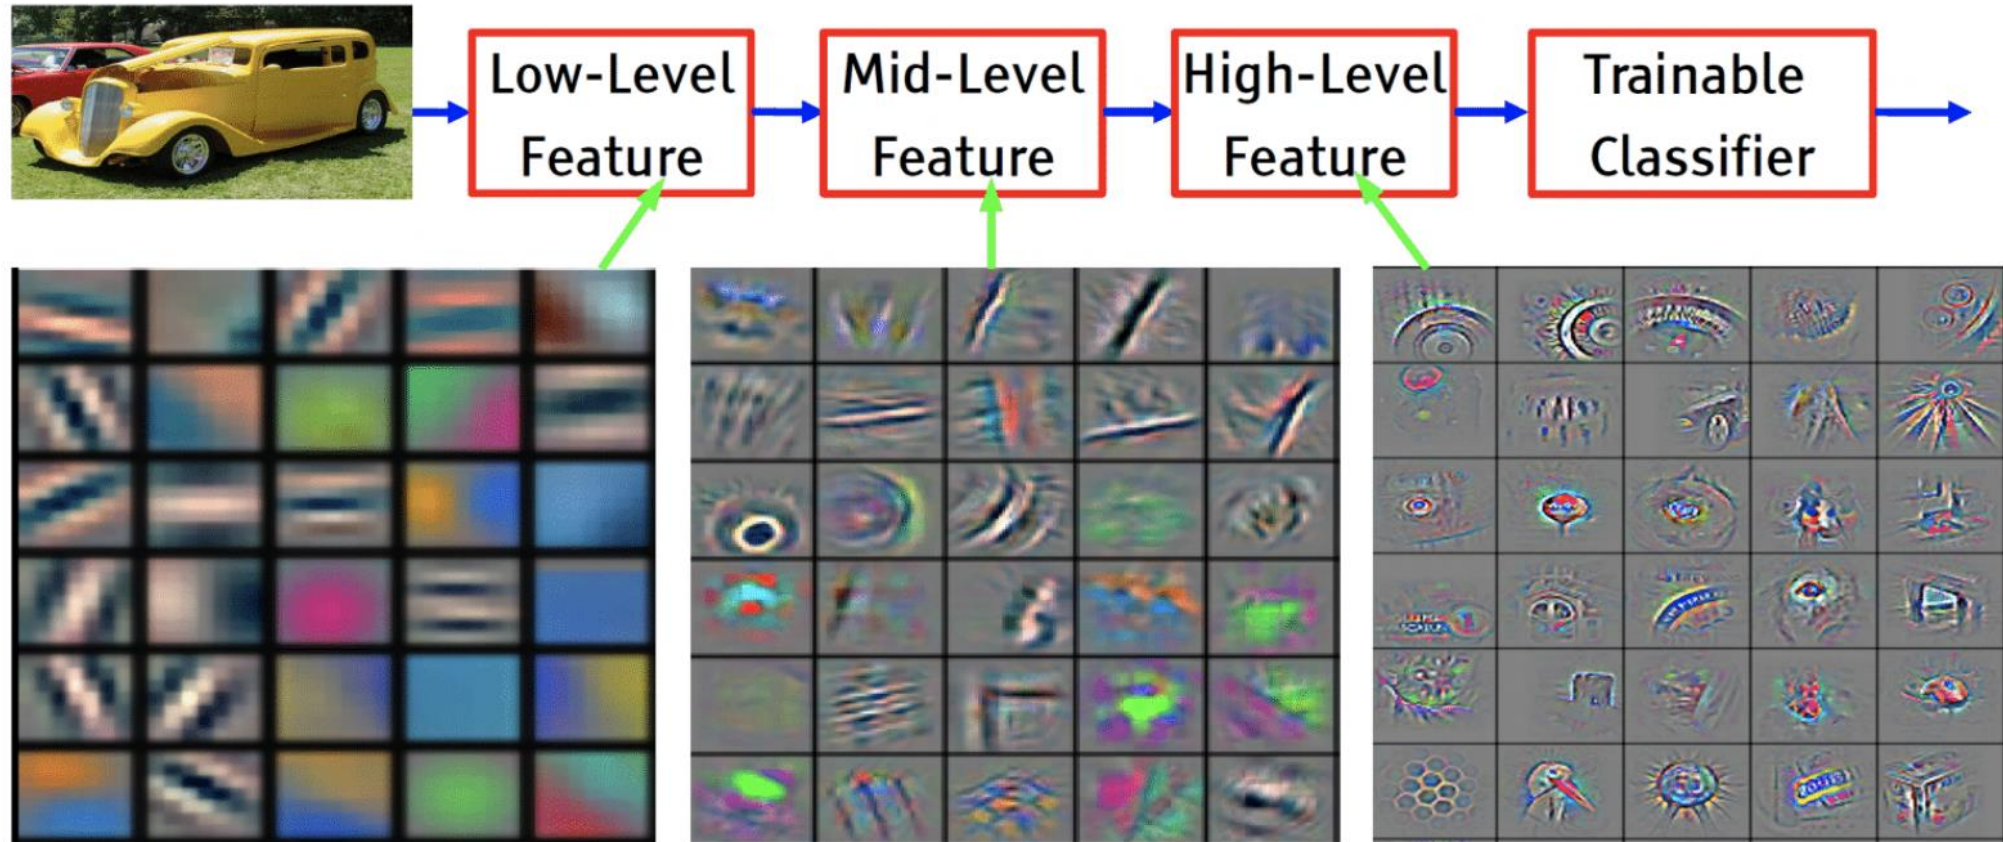 Low-Level
Feature
Mid-Level
Feature
High-Level
Feature
Trainable
Classifier